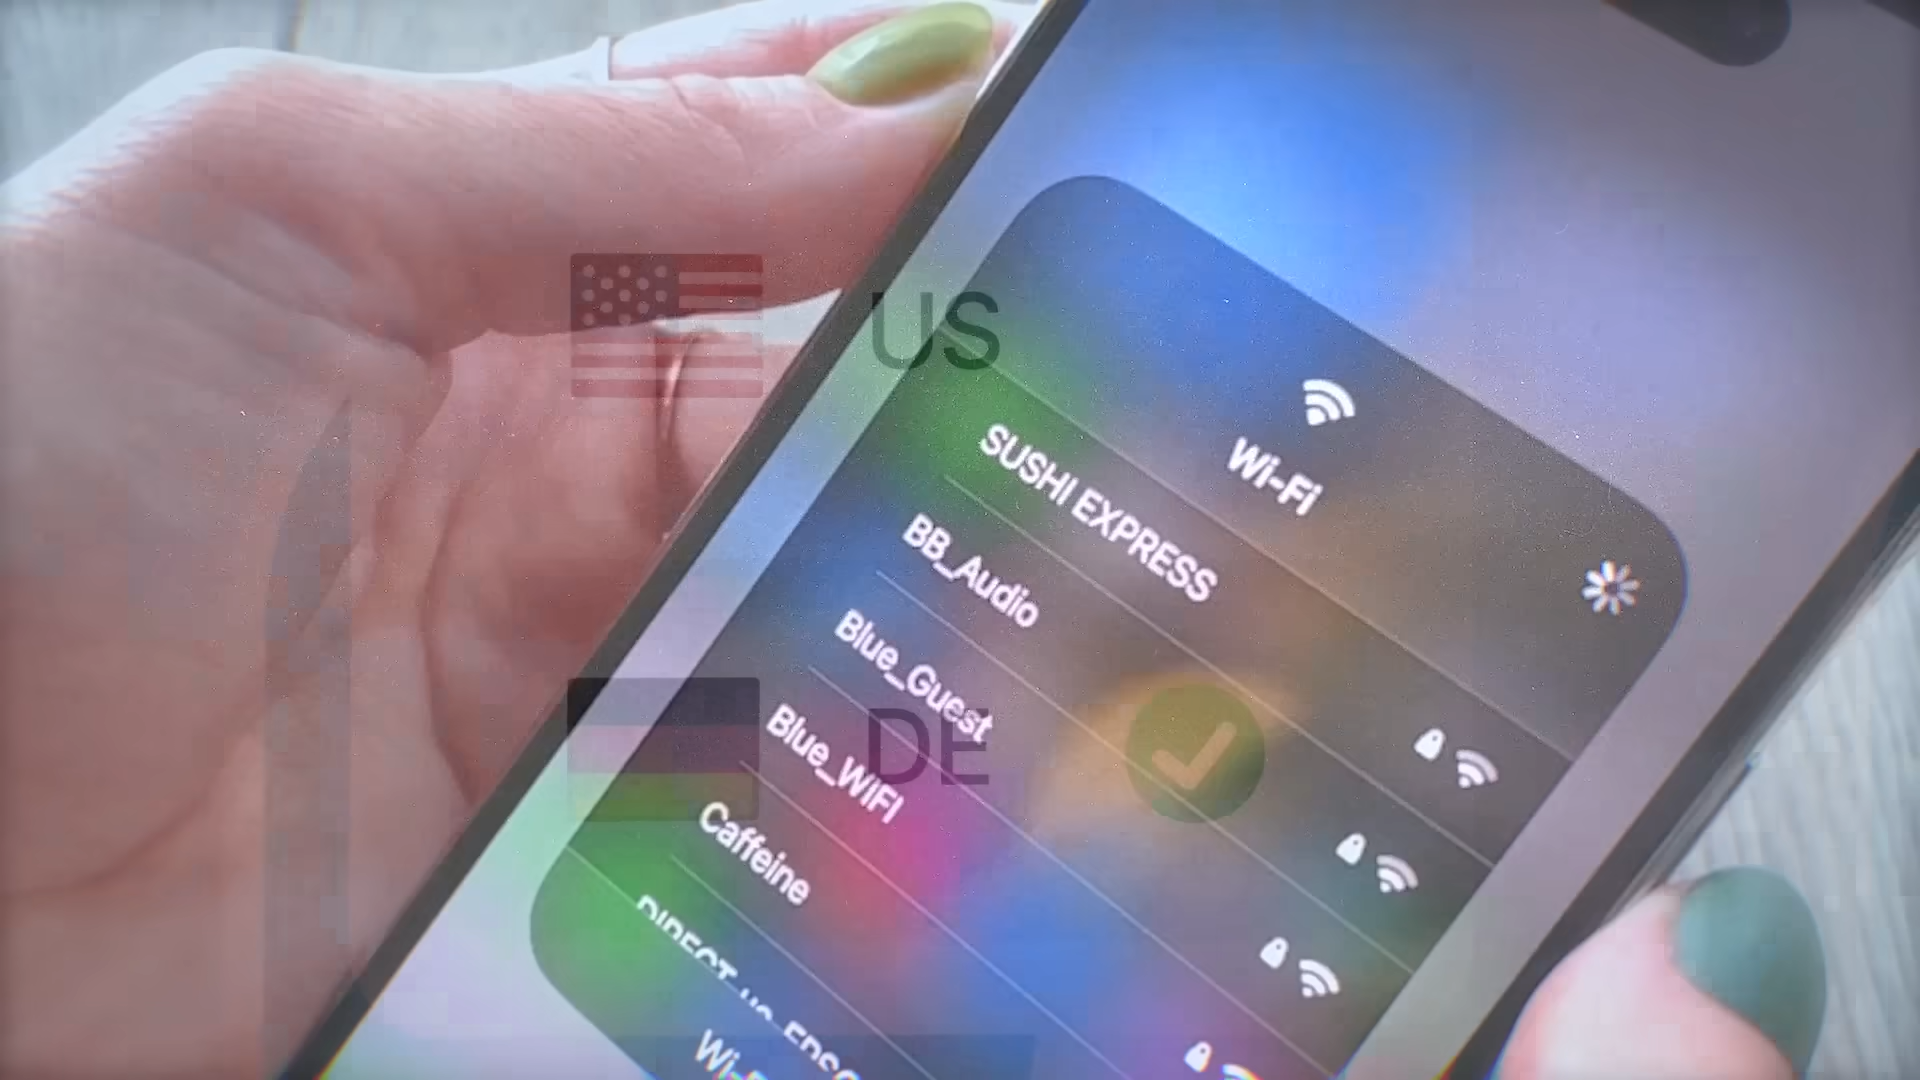 US
Wi-Fi
SUSHI EXPRESS
BB_Audio
Blue_Guest
DE
Blue_WIFI
Caffeine